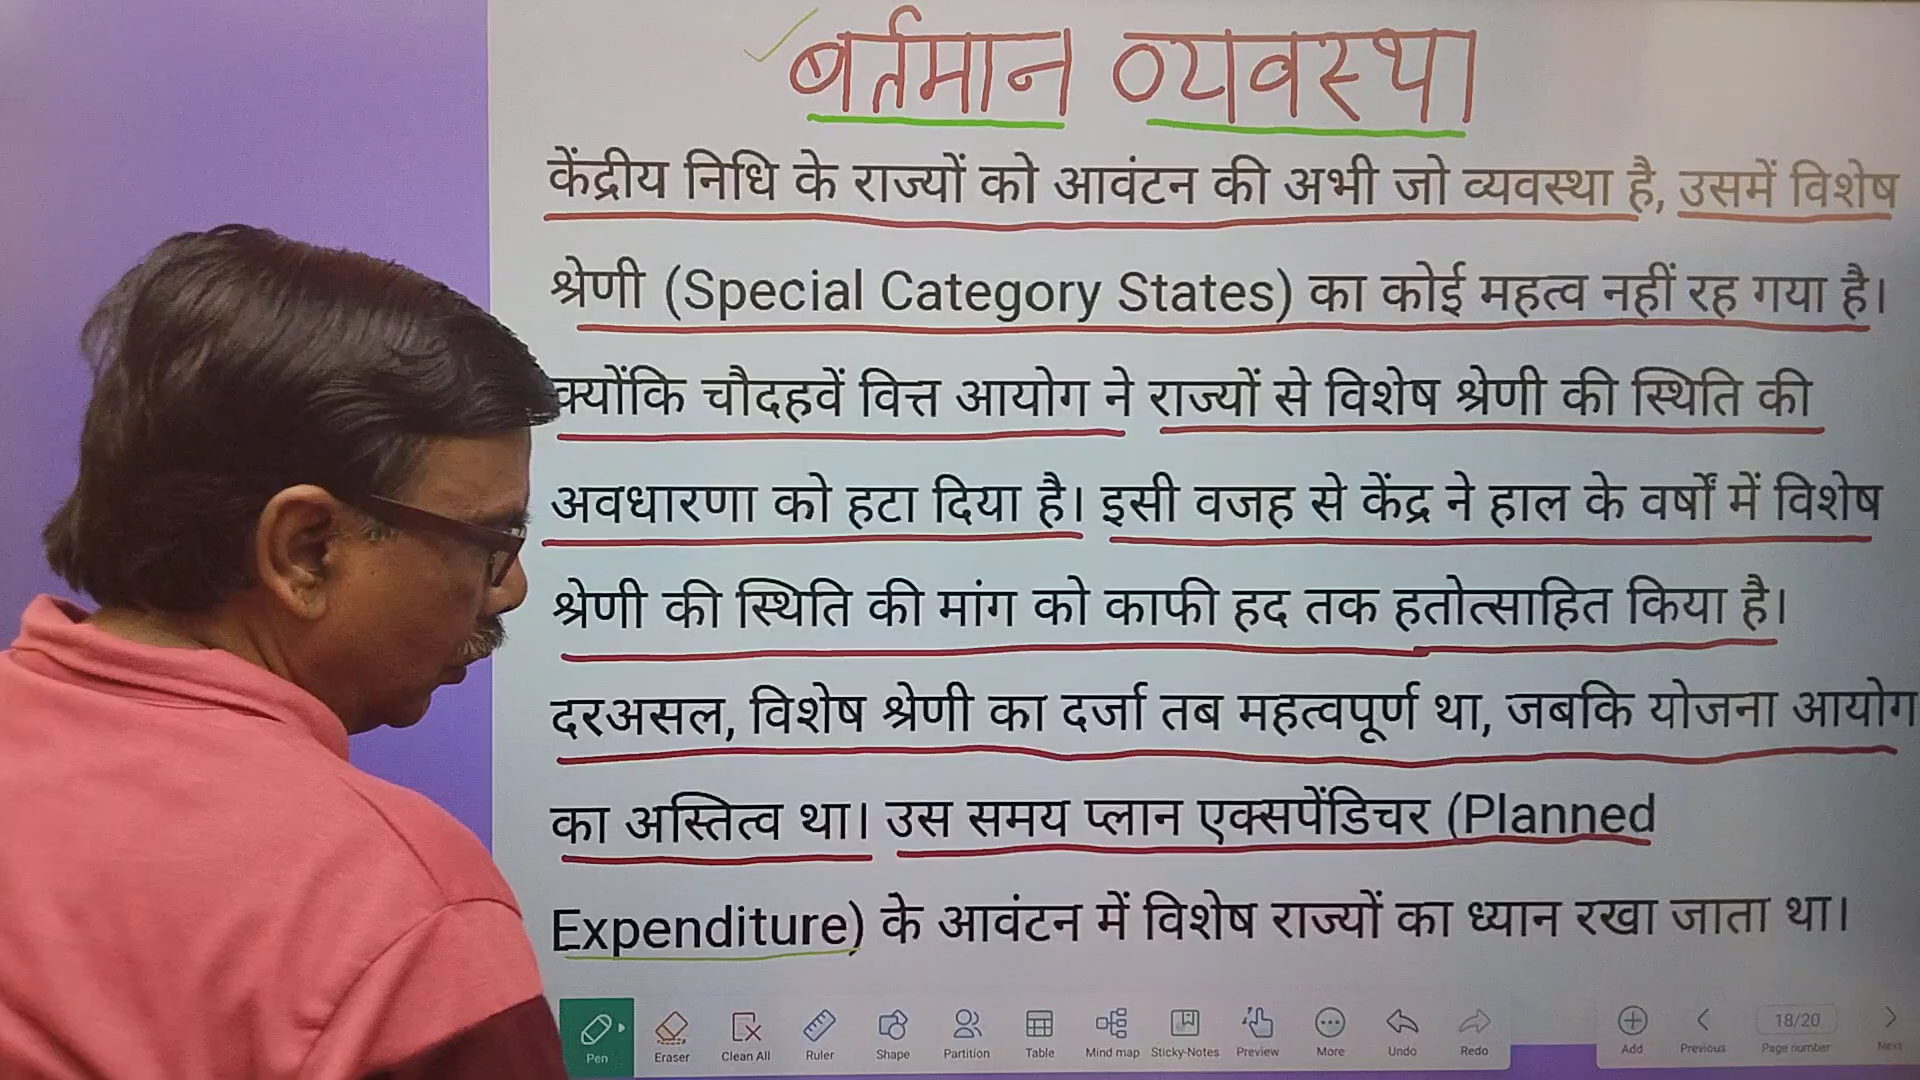 बर्तमान व्यवस्था
केंद्रीय निधि के राज्यों को आवंटन की अभी जो व्यवस्था है, उसमें विशेष
श्रेणी (Special Category States) का कोई महत्व नहीं रह गया है।
क्योंकि चौदहवें वित्त आयोग ने राज्यों से विशेष श्रेणी की स्थिति की
अवधारणा को हटा दिया है। इसी वजह से केंद्र ने हाल के वर्षों में विशेष
श्रेणी की स्थिति की मांग को काफी हद तक हतोत्साहित किया है।
दरअसल, विशेष श्रेणी का दर्जा तब महत्वपूर्ण था, जबकि योजना आयोग
का अस्तित्व था। उस समय प्लान एक्सपेंडिचर (Planned
Expenditure) के आवंटन में विशेष राज्यों का ध्यान रखा जाता था।
Pen Eraser Clean All Ruler Shape Partition Table Mind map Sticky-Notes Preview More Undo Redo Add Previous 18/20 Page number Next